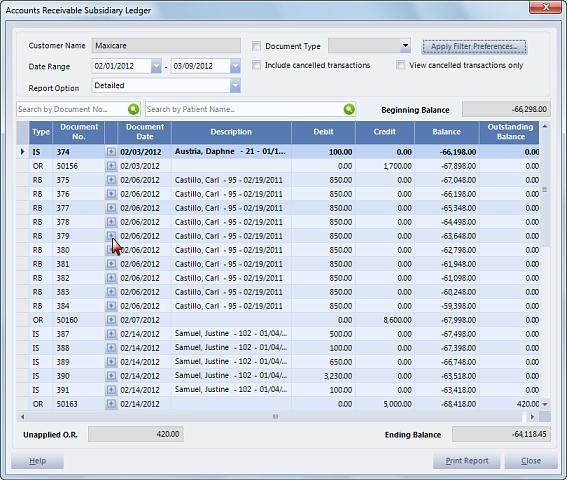 Accounts Receivable Subsidiary Ledger
Customer Name Maxicare Document Type Apply Filter Preferences...
Date Range 02/01/2012 - 03/09/2012 Include cancelled transactions View cancelled transactions only
Report Option Detailed
Search by Document No... Search by Patient Name... Beginning Balance -66,298.00
Type Document No. Document Date Description Debit Credit Balance Outstanding Balance
IS 374 02/03/2012 Austria, Daphne - 21 - 01/1... 100.00 0.00 -66,198.00 0.00
OR 50156 02/03/2012 0.00 1,700.00 -67,898.00 0.00
RB 375 02/06/2012 Castillo, Carl - 95 - 02/19/2011 850.00 0.00 -67,048.00 0.00
RB 376 02/06/2012 Castillo, Carl - 95 - 02/19/2011 850.00 0.00 -66,198.00 0.00
RB 377 02/06/2012 Castillo, Carl - 95 - 02/19/2011 850.00 0.00 -65,348.00 0.00
RB 378 02/06/2012 Castillo, Carl - 95 - 02/19/2011 850.00 0.00 -64,498.00 0.00
RB 379 02/06/2012 Castillo, Carl - 95 - 02/19/2011 850.00 0.00 -63,648.00 0.00
RB 380 02/06/2012 Castillo, Carl - 95 - 02/19/2011 850.00 0.00 -62,798.00 0.00
RB 381 02/06/2012 Castillo, Carl - 95 - 02/19/2011 850.00 0.00 -61,948.00 0.00
RB 382 02/06/2012 Castillo, Carl - 95 - 02/19/2011 850.00 0.00 -61,098.00 0.00
RB 383 02/06/2012 Castillo, Carl - 95 - 02/19/2011 850.00 0.00 -60,248.00 0.00
RB 384 02/06/2012 Castillo, Carl - 95 - 02/19/2011 850.00 0.00 -59,398.00 0.00
OR 50160 02/07/2012 0.00 8,600.00 -67,998.00 0.00
IS 387 02/14/2012 Samuel, Justine - 102 - 01/04/... 500.00 0.00 -67,498.00 0.00
IS 388 02/14/2012 Samuel, Justine - 102 - 01/04/... 100.00 0.00 -67,398.00 0.00
IS 389 02/14/2012 Samuel, Justine - 102 - 01/04/... 650.00 0.00 -66,748.00 0.00
IS 390 02/14/2012 Samuel, Justine - 102 - 01/04/... 3,230.00 0.00 -63,518.00 0.00
IS 391 02/14/2012 Samuel, Justine - 102 - 01/04/... 100.00 0.00 -63,418.00 0.00
OR 50163 02/14/2012 0.00 5,000.00 -68,418.00 420.00
Unapplied O.R. 420.00 Ending Balance -64,118.45
Help Print Report Close